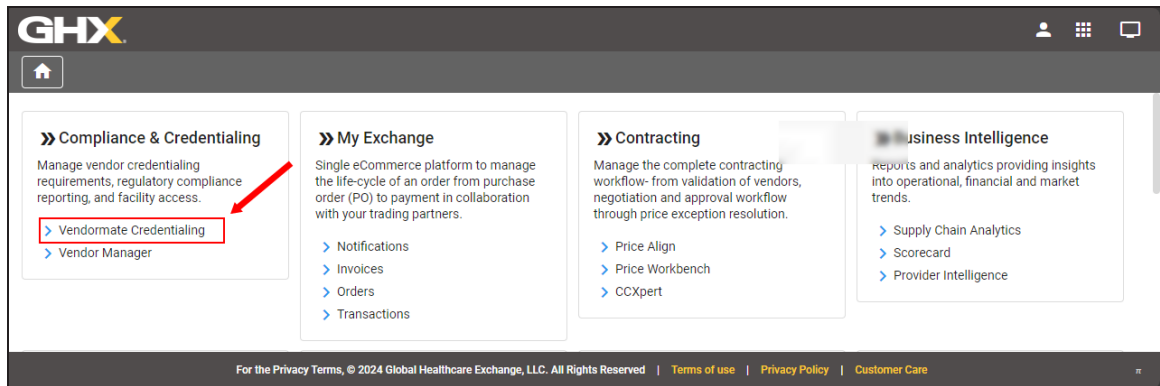 GHX
Compliance & Credentialing
Manage vendor credentialing
requirements, regulatory compliance
reporting, and facility access.
Vendormate Credentialing
Vendor Manager
My Exchange
Single eCommerce platform to manage
the life-cycle of an order from purchase
order (PO) to payment in collaboration
with your trading partners.
Notifications
Invoices
Orders
Transactions
Contracting
Manage the complete contracting
workflow- from validation of vendors,
negotiation and approval workflow
through price exception resolution.
Price Align
Price Workbench
CCXpert
Business Intelligence
Reports and analytics providing insights
into operational, financial and market
trends.
Supply Chain Analytics
Scorecard
Provider Intelligence
For the Privacy Terms, © 2024 Global Healthcare Exchange, LLC. All Rights Reserved | Terms of use | Privacy Policy | Customer Care π